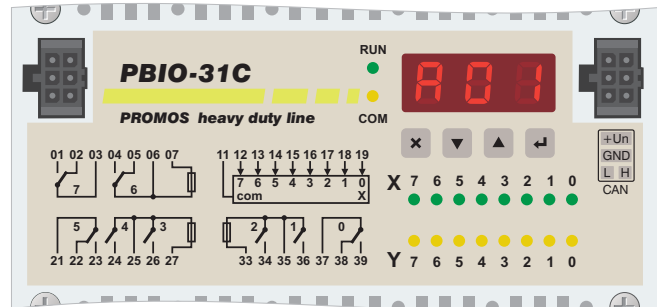 RUN
PBIO-31C
A01
PROMOS heavy duty line
COM
+Un
GND
L H
CAN
01 02 03 04 05 06 07
7 6
11 12 13 14 15 16 17 18 19
7 6 5 4 3 2 1 0
com X
X 7 6 5 4 3 2 1 0
5 4 3 2 1 0
21 22 23 24 25 26 27 33 34 35 36 37 38 39
Y 7 6 5 4 3 2 1 0